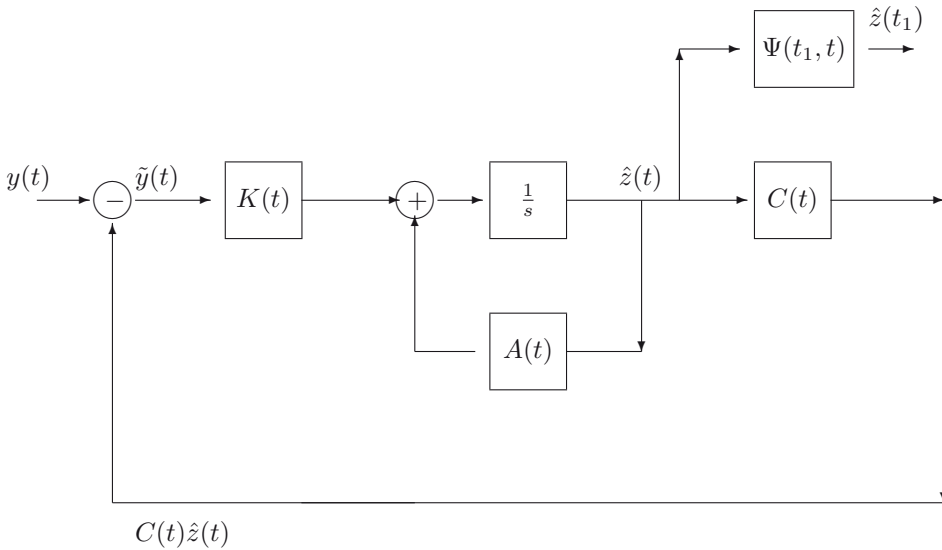 ẑ(t₁)
Ψ(t₁, t)
y(t)
ỹ(t)
ẑ(t)
−
K(t)
+
1/s
C(t)
A(t)
C(t)ẑ(t)